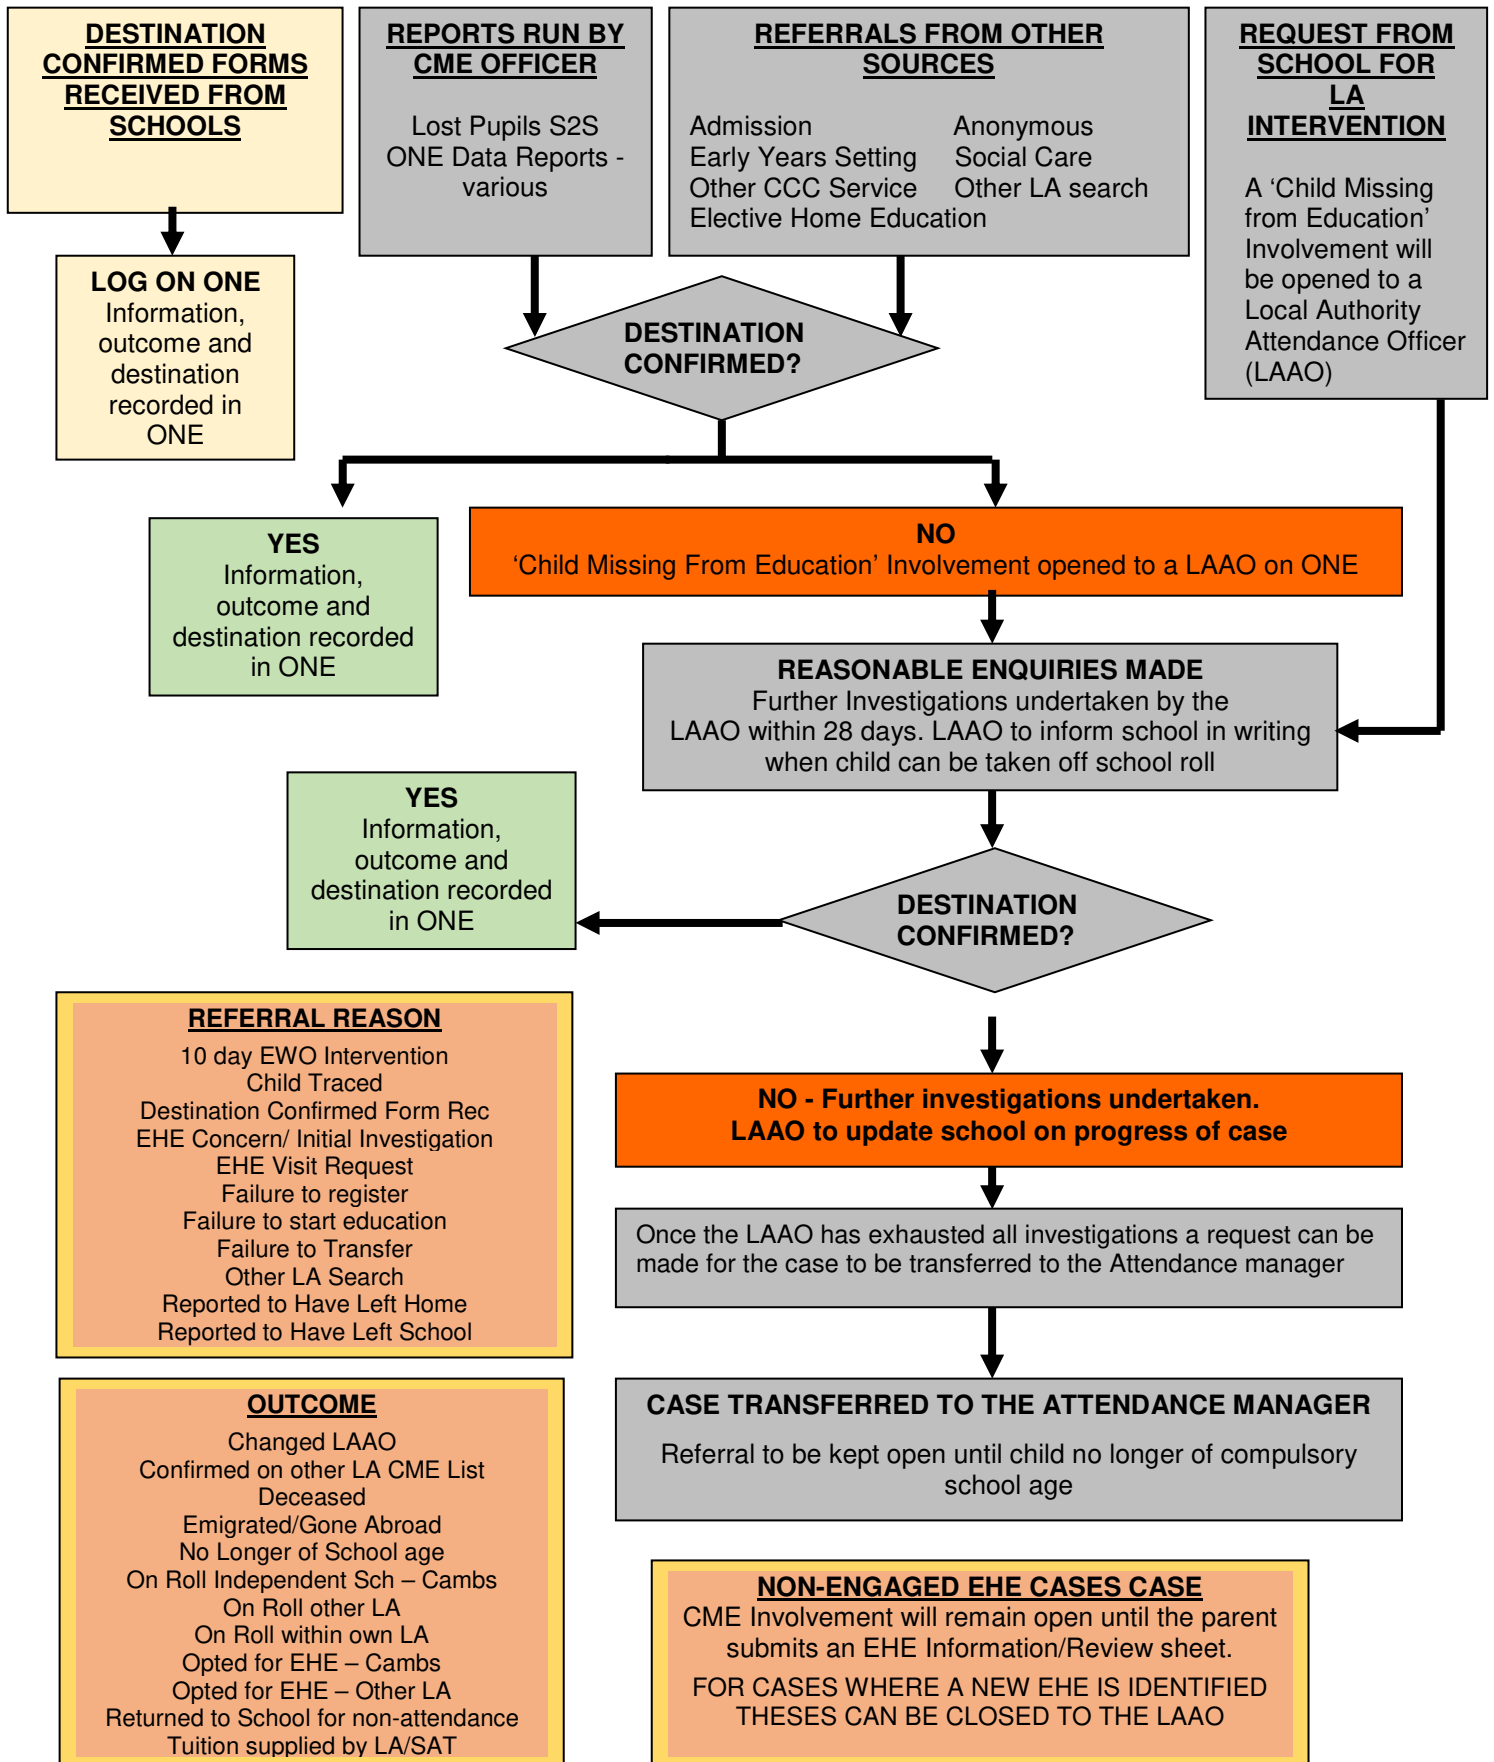 DESTINATION
CONFIRMED FORMS
RECEIVED FROM
SCHOOLS
REPORTS RUN BY
CME OFFICER
Lost Pupils S2S
ONE Data Reports -
various
REFERRALS FROM OTHER
SOURCES
Admission Anonymous
Early Years Setting Social Care
Other CCC Service Other LA search
Elective Home Education
REQUEST FROM
SCHOOL FOR
LA
INTERVENTION
A ‘Child Missing
from Education’
Involvement will
be opened to a
Local Authority
Attendance Officer
(LAAO)
LOG ON ONE
Information,
outcome and
destination
recorded in
ONE
DESTINATION
CONFIRMED?
YES
Information,
outcome and
destination recorded
in ONE
NO
‘Child Missing From Education’ Involvement opened to a LAAO on ONE
REASONABLE ENQUIRIES MADE
Further Investigations undertaken by the
LAAO within 28 days. LAAO to inform school in writing
when child can be taken off school roll
YES
Information,
outcome and
destination recorded
in ONE
DESTINATION
CONFIRMED?
REFERRAL REASON
10 day EWO Intervention
Child Traced
Destination Confirmed Form Rec
EHE Concern/ Initial Investigation
EHE Visit Request
Failure to register
Failure to start education
Failure to Transfer
Other LA Search
Reported to Have Left Home
Reported to Have Left School
NO - Further investigations undertaken.
LAAO to update school on progress of case
Once the LAAO has exhausted all investigations a request can be
made for the case to be transferred to the Attendance manager
CASE TRANSFERRED TO THE ATTENDANCE MANAGER
Referral to be kept open until child no longer of compulsory
school age
OUTCOME
Changed LAAO
Confirmed on other LA CME List
Deceased
Emigrated/Gone Abroad
No Longer of School age
On Roll Independent Sch – Cambs
On Roll other LA
On Roll within own LA
Opted for EHE – Cambs
Opted for EHE – Other LA
Returned to School for non-attendance
Tuition supplied by LA/SAT
NON-ENGAGED EHE CASES CASE
CME Involvement will remain open until the parent
submits an EHE Information/Review sheet.
FOR CASES WHERE A NEW EHE IS IDENTIFIED
THESES CAN BE CLOSED TO THE LAAO